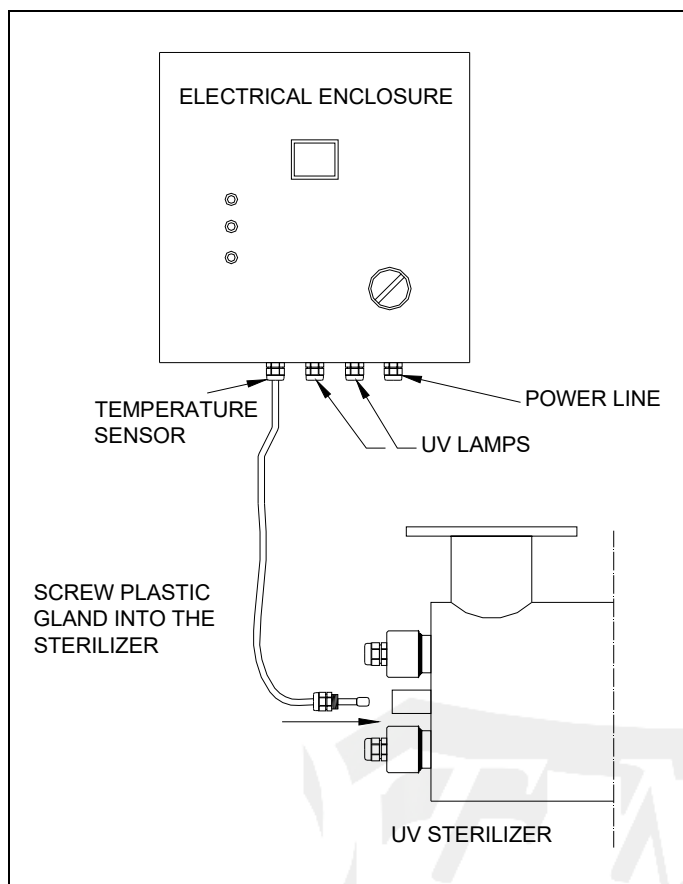 ELECTRICAL ENCLOSURE
TEMPERATURE
SENSOR
POWER LINE
UV LAMPS
SCREW PLASTIC
GLAND INTO THE
STERILIZER
UV STERILIZER